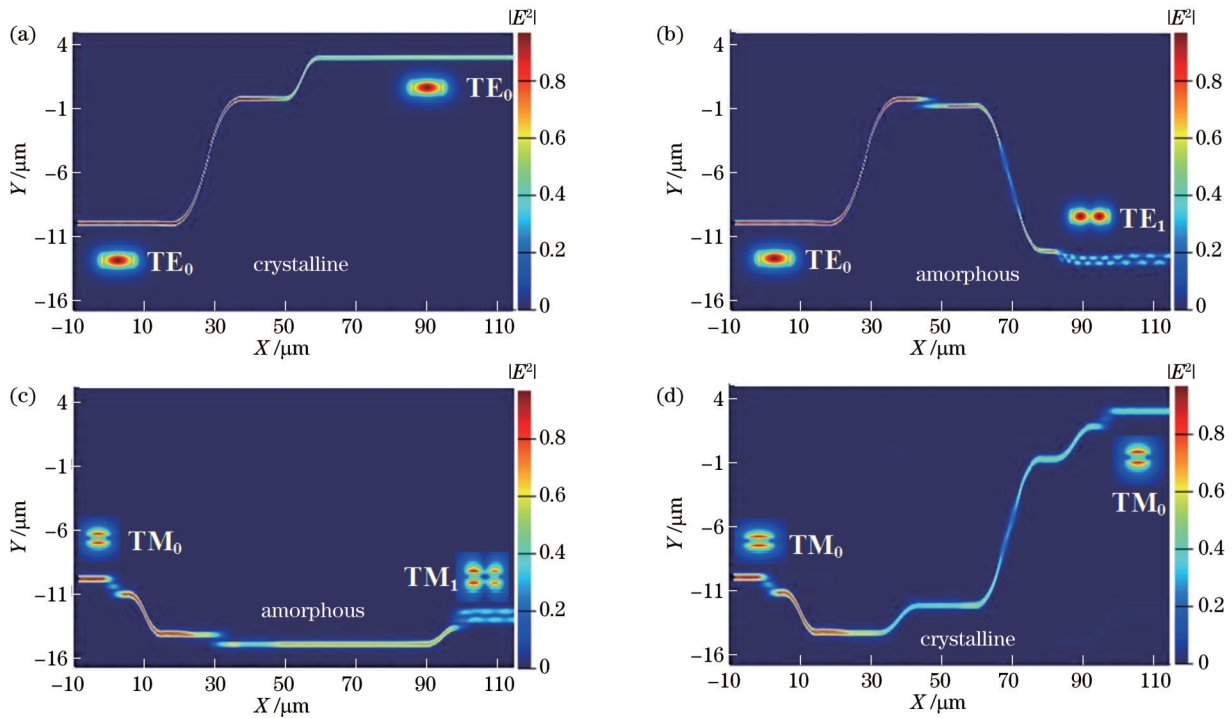 (a)
|E²|
4
−1
−6
−11
−16
Y /μm
TE₀
TE₀
crystalline
−10 10 30 50 70 90 110
X /μm
0.8
0.6
0.4
0.2
0
(b)
|E²|
4
−1
−6
−11
−16
Y /μm
TE₀
TE₁
amorphous
−10 10 30 50 70 90 110
X /μm
0.8
0.6
0.4
0.2
0
(c)
|E²|
4
−1
−6
−11
−16
Y /μm
TM₀
TM₁
amorphous
−10 10 30 50 70 90 110
X /μm
0.8
0.6
0.4
0.2
0
(d)
|E²|
4
−1
−6
−11
−16
Y /μm
TM₀
TM₀
crystalline
−10 10 30 50 70 90 110
X /μm
0.8
0.6
0.4
0.2
0